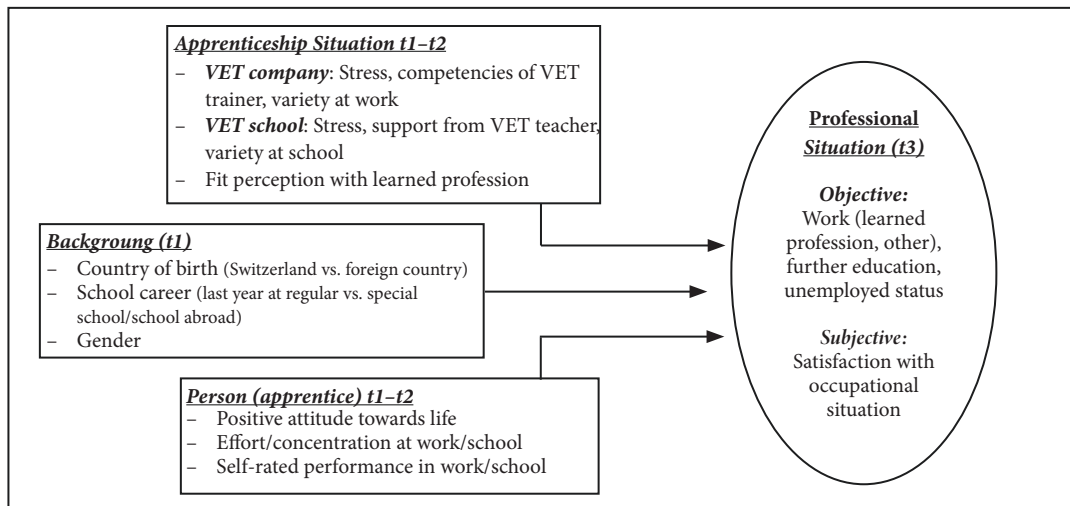 Apprenticeship Situation t1–t2
– VET company: Stress, competencies of VET
trainer, variety at work
– VET school: Stress, support from VET teacher,
variety at school
– Fit perception with learned profession
Backgroung (t1)
– Country of birth (Switzerland vs. foreign country)
– School career (last year at regular vs. special
school/school abroad)
– Gender
Person (apprentice) t1–t2
– Positive attitude towards life
– Effort/concentration at work/school
– Self-rated performance in work/school
Professional
Situation (t3)
Objective:
Work (learned
profession, other),
further education,
unemployed status
Subjective:
Satisfaction with
occupational
situation